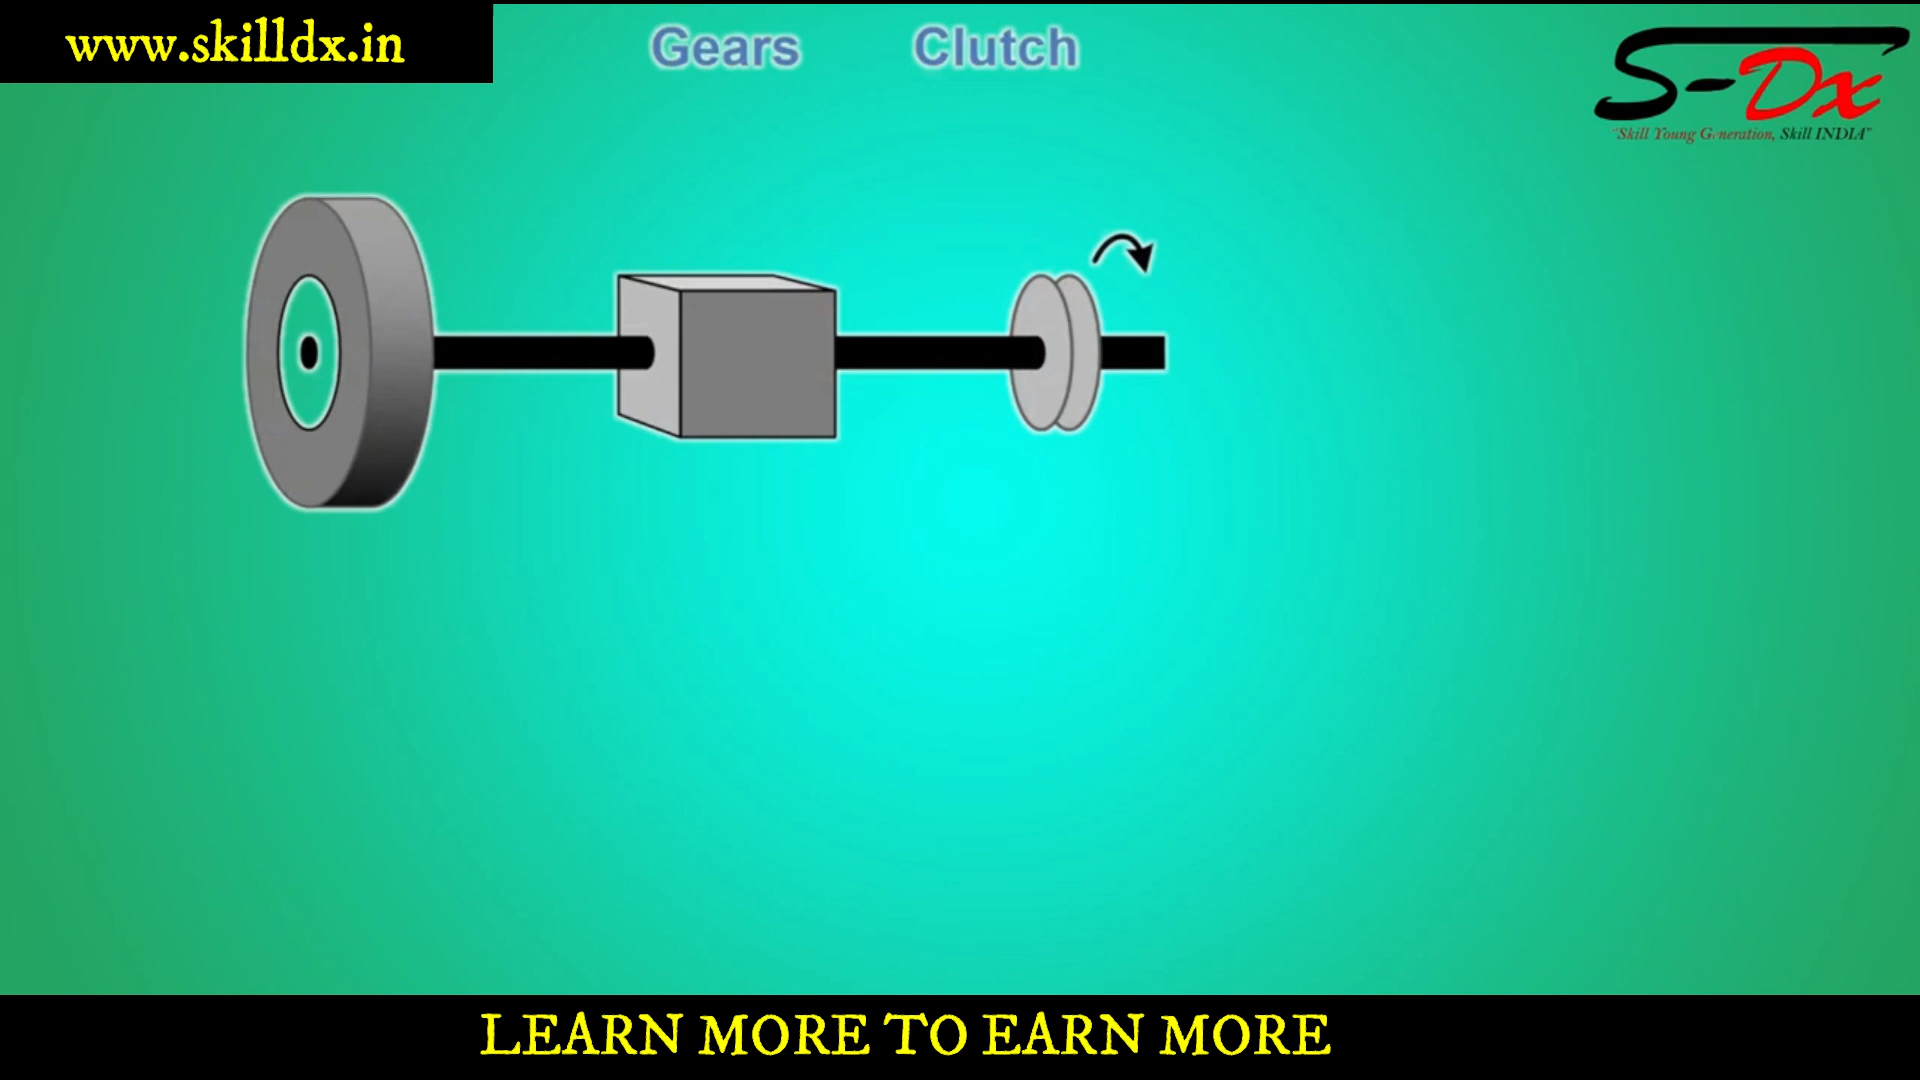 www.skilldx.in
Gears
Clutch
S-Dx
"Skill Young Generation, Skill INDIA"
LEARN MORE TO EARN MORE